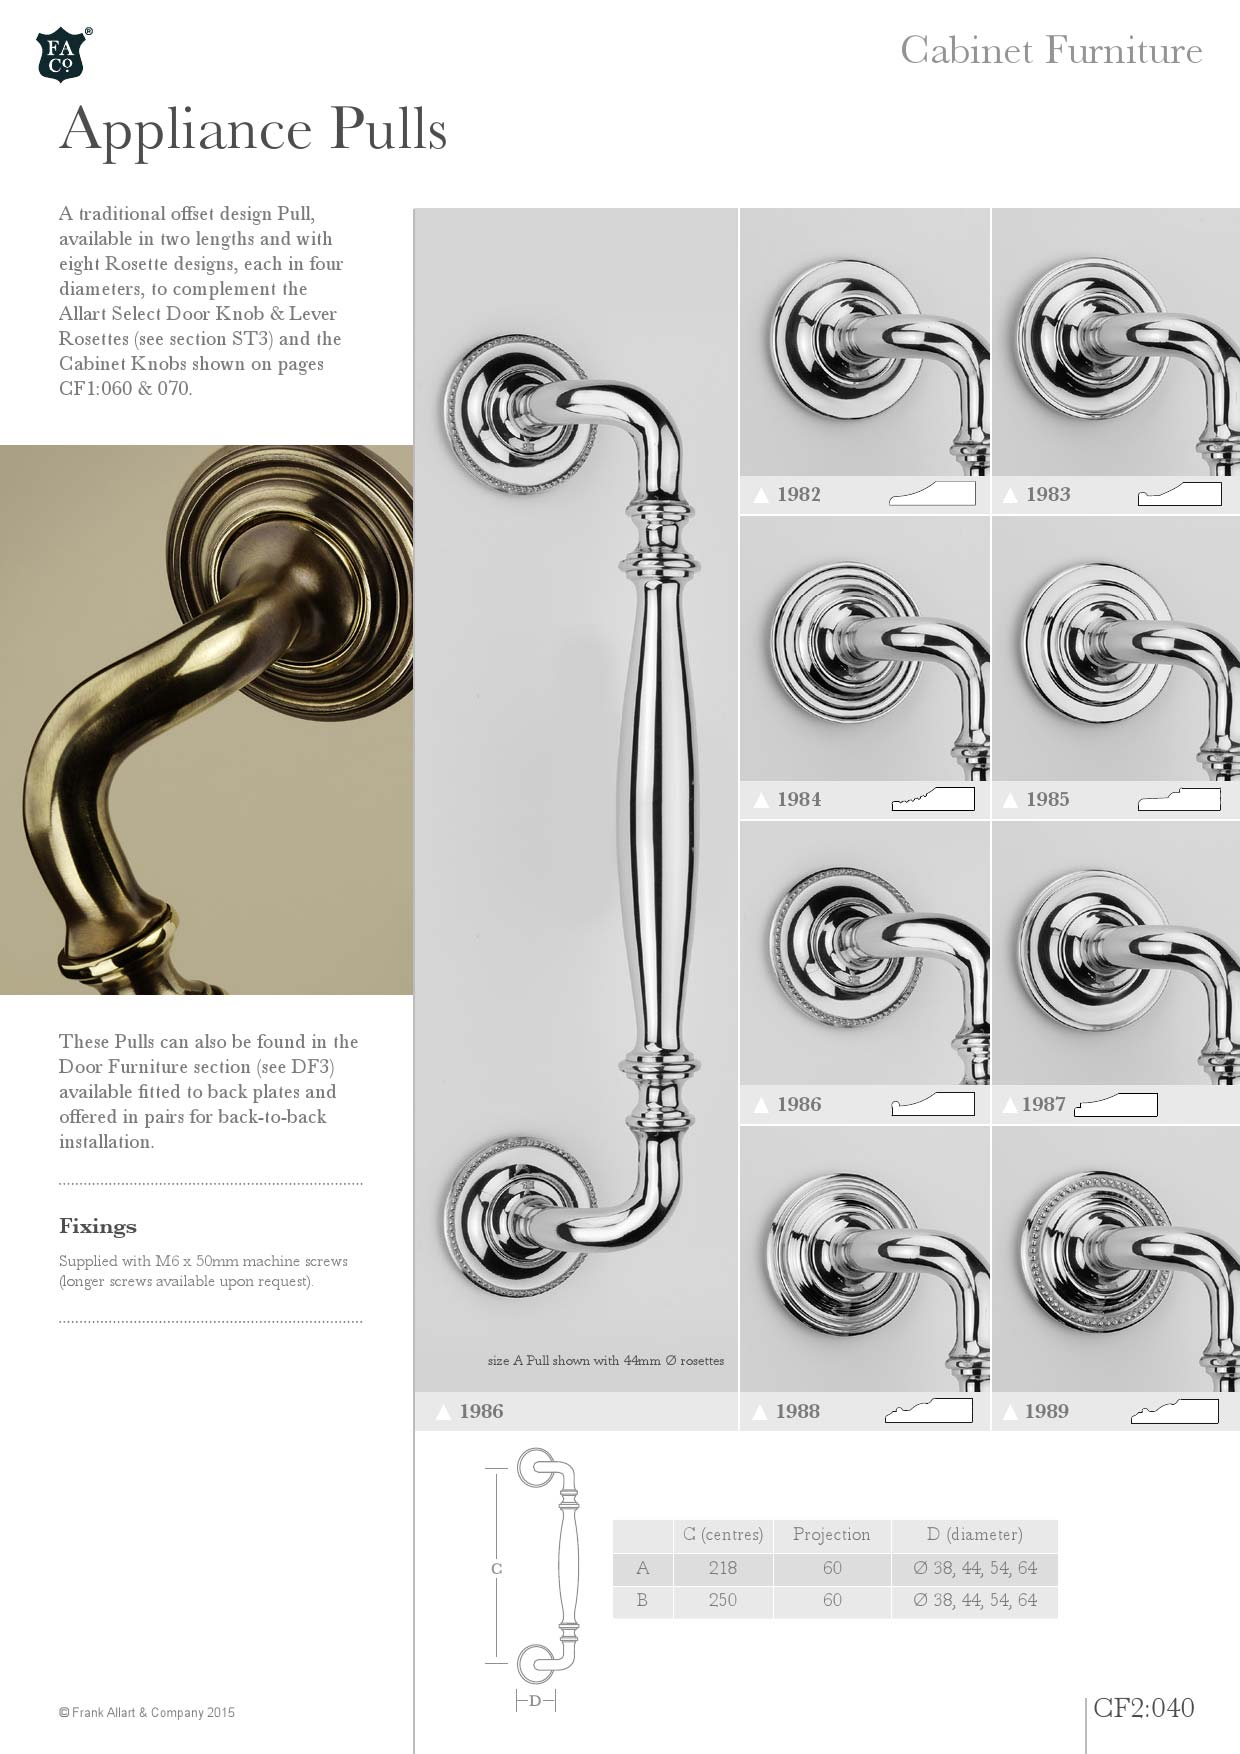 FA
Co.
®
Cabinet Furniture
Appliance Pulls
A traditional offset design Pull,
available in two lengths and with
eight Rosette designs, each in four
diameters, to complement the
Allart Select Door Knob & Lever
Rosettes (see section ST3) and the
Cabinet Knobs shown on pages
CF1:060 & 070.
These Pulls can also be found in the
Door Furniture section (see DF3)
available fitted to back plates and
offered in pairs for back-to-back
installation.
Fixings
Supplied with M6 x 50mm machine screws
(longer screws available upon request).
size A Pull shown with 44mm Ø rosettes
1986
1982
1983
1984
1985
1986
1987
1988
1989
C
D
C (centres) Projection D (diameter)
A 218 60 Ø 38, 44, 54, 64
B 250 60 Ø 38, 44, 54, 64
© Frank Allart & Company 2015
CF2:040